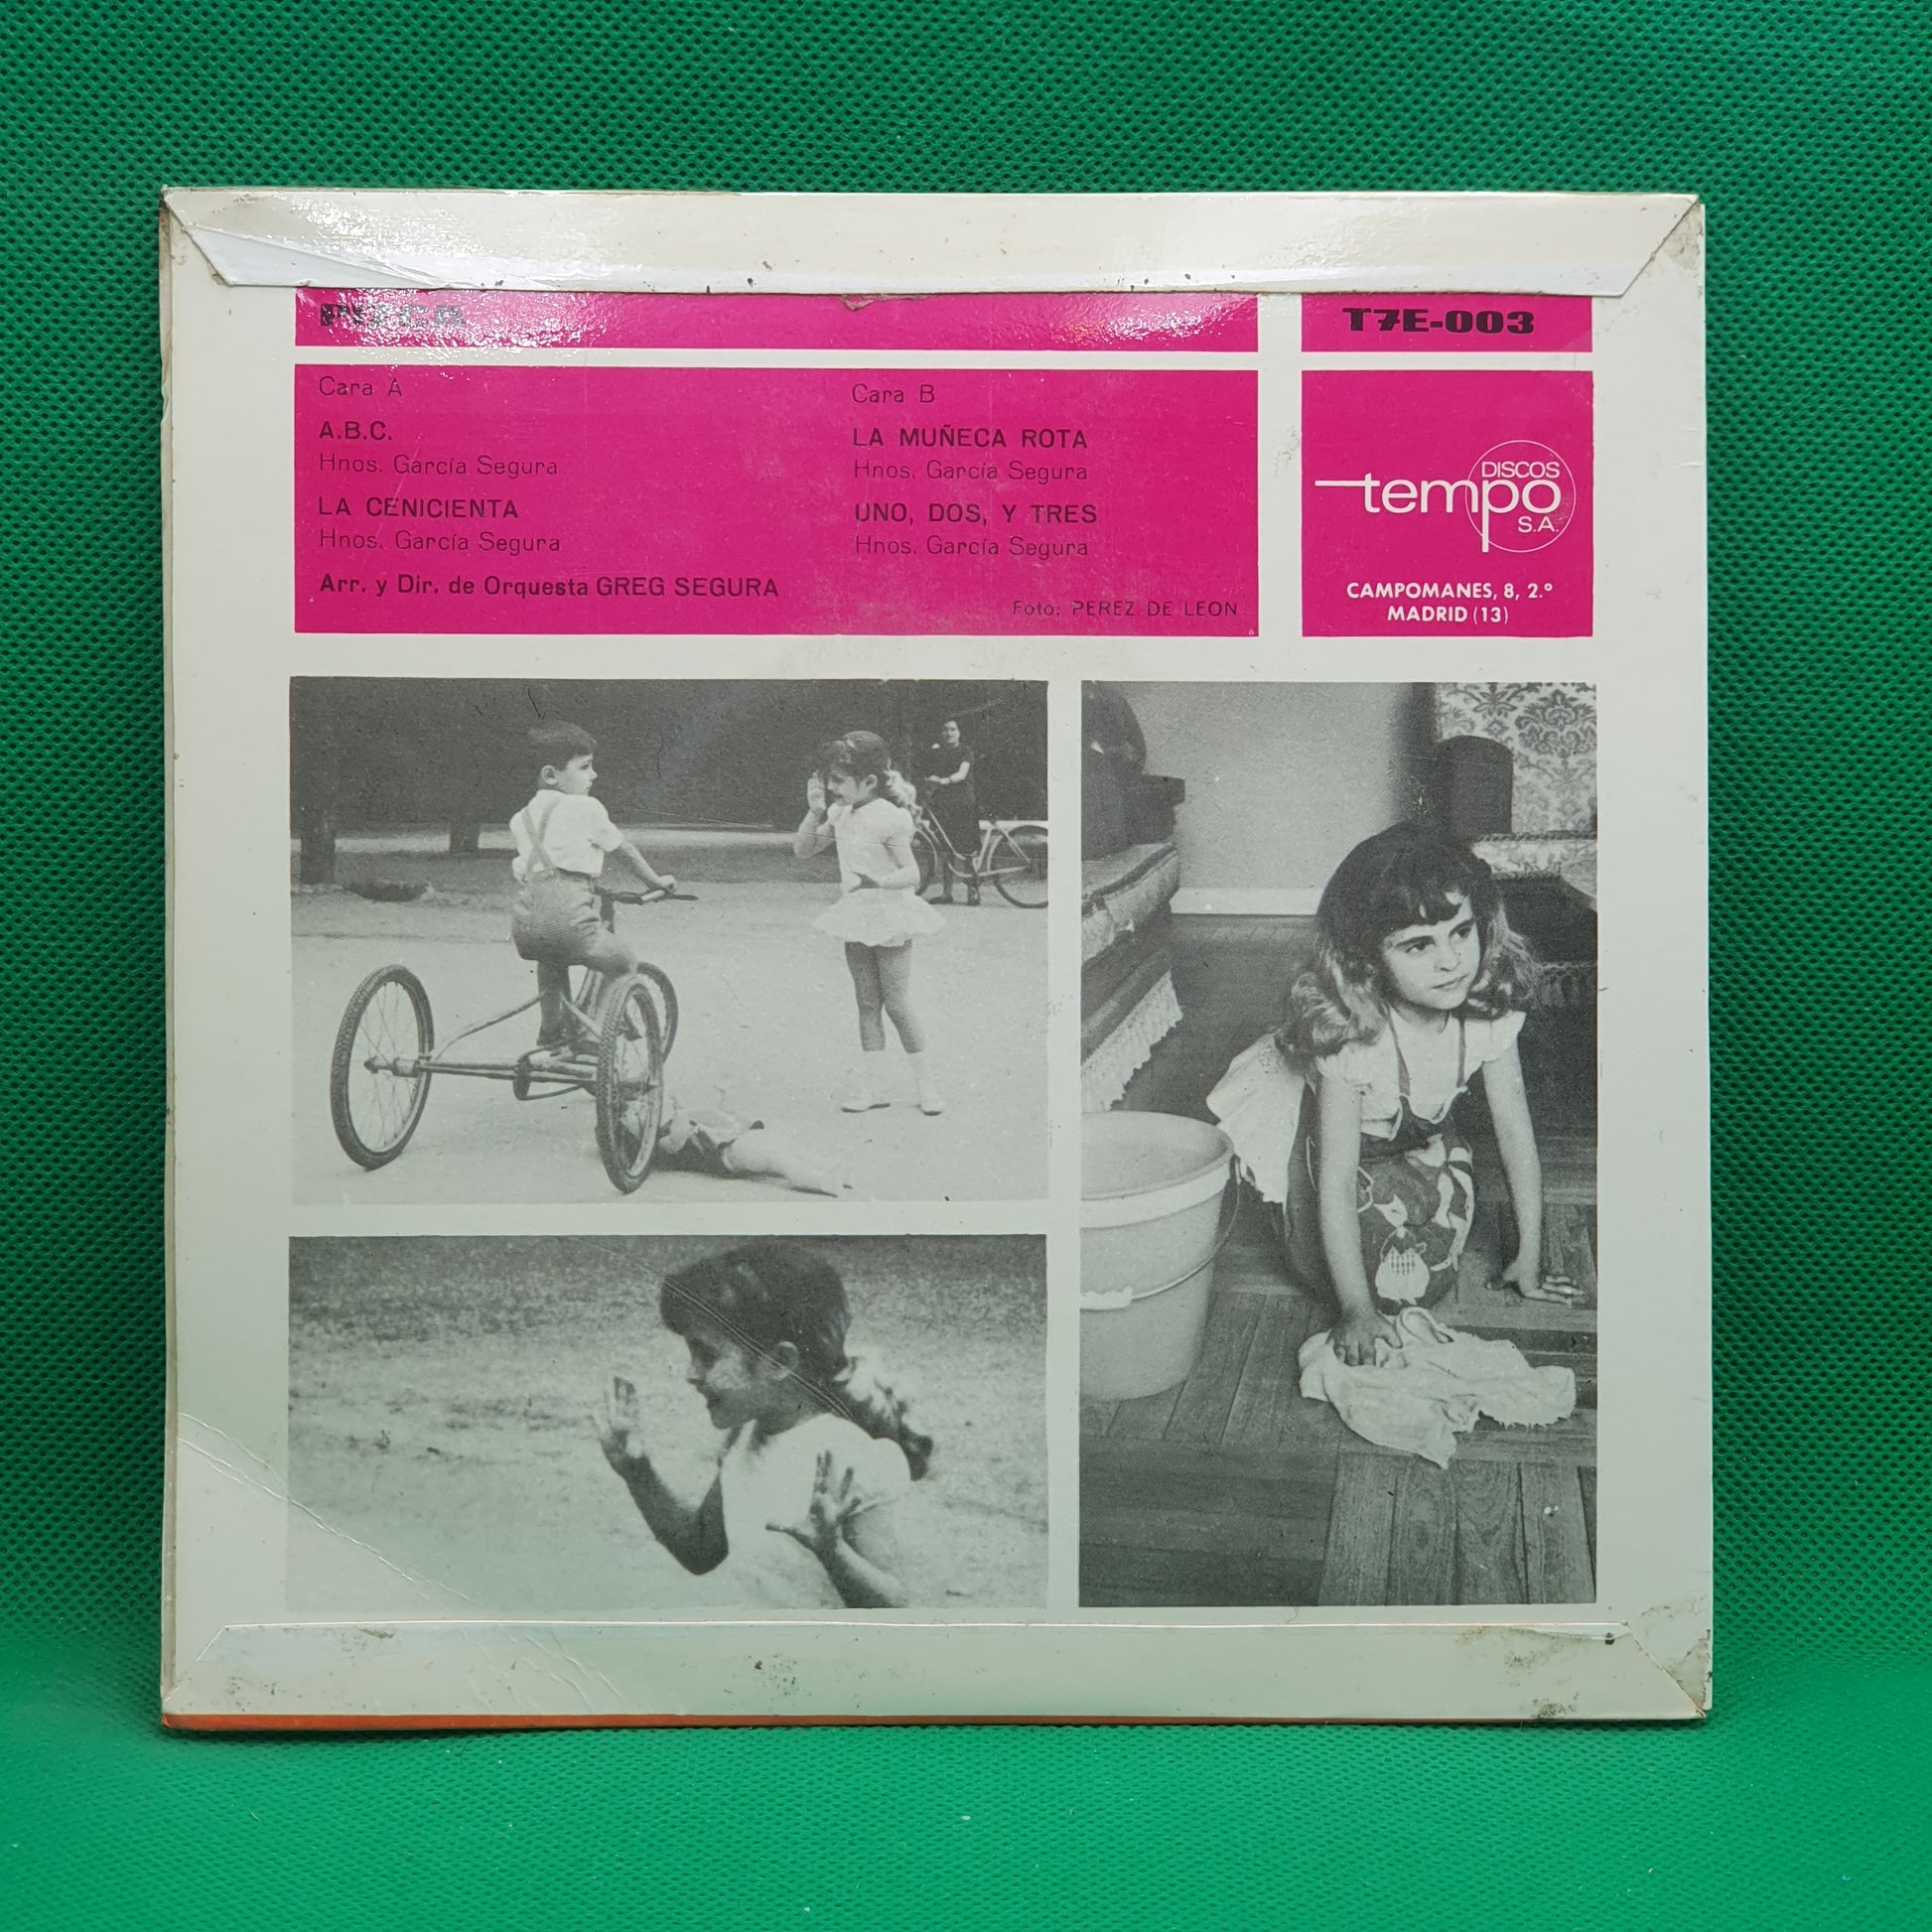 T7E-003
Cara A
A.B.C.
Hnos. García Segura
LA CENICIENTA
Hnos. García Segura
Arr. y Dir. de Orquesta GREG SEGURA
Cara B
LA MUÑECA ROTA
Hnos. García Segura
UNO, DOS, Y TRES
Hnos. García Segura
Foto: PEREZ DE LEON
DISCOS
tempo
S.A.
CAMPOMANES, 8, 2.º
MADRID (13)